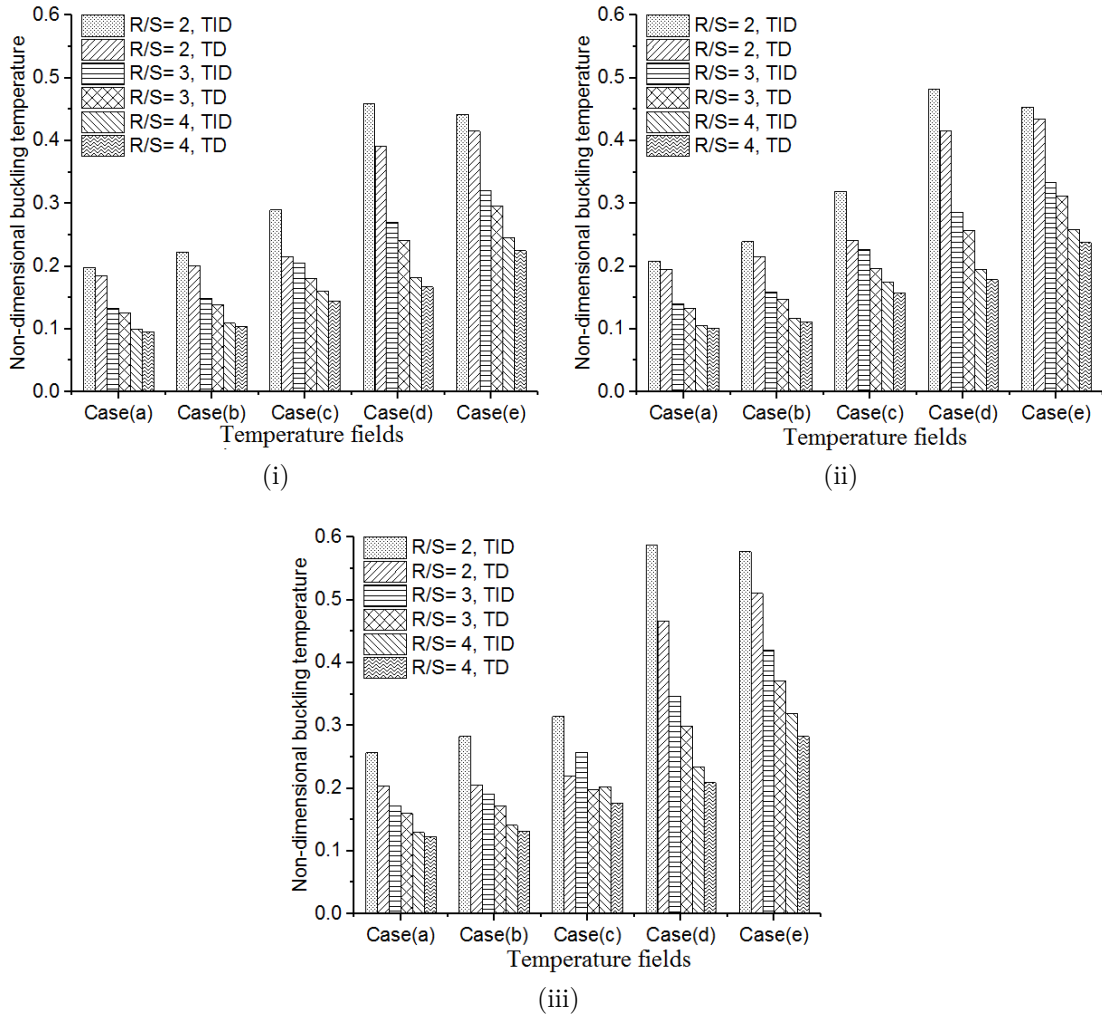 0.6
0.5
0.4
0.3
0.2
0.1
0.0
Non-dimensional buckling temperature
R/S= 2, TID
R/S= 2, TD
R/S= 3, TID
R/S= 3, TD
R/S= 4, TID
R/S= 4, TD
Case(a) Case(b) Case(c) Case(d) Case(e)
Temperature fields
(i)
0.6
0.5
0.4
0.3
0.2
0.1
0.0
Non-dimensional buckling temperature
R/S= 2, TID
R/S= 2, TD
R/S= 3, TID
R/S= 3, TD
R/S= 4, TID
R/S= 4, TD
Case(a) Case(b) Case(c) Case(d) Case(e)
Temperature fields
(ii)
0.6
0.5
0.4
0.3
0.2
0.1
0.0
Non-dimensional buckling temperature
R/S= 2, TID
R/S= 2, TD
R/S= 3, TID
R/S= 3, TD
R/S= 4, TID
R/S= 4, TD
Case(a) Case(b) Case(c) Case(d) Case(e)
Temperature fields
(iii)